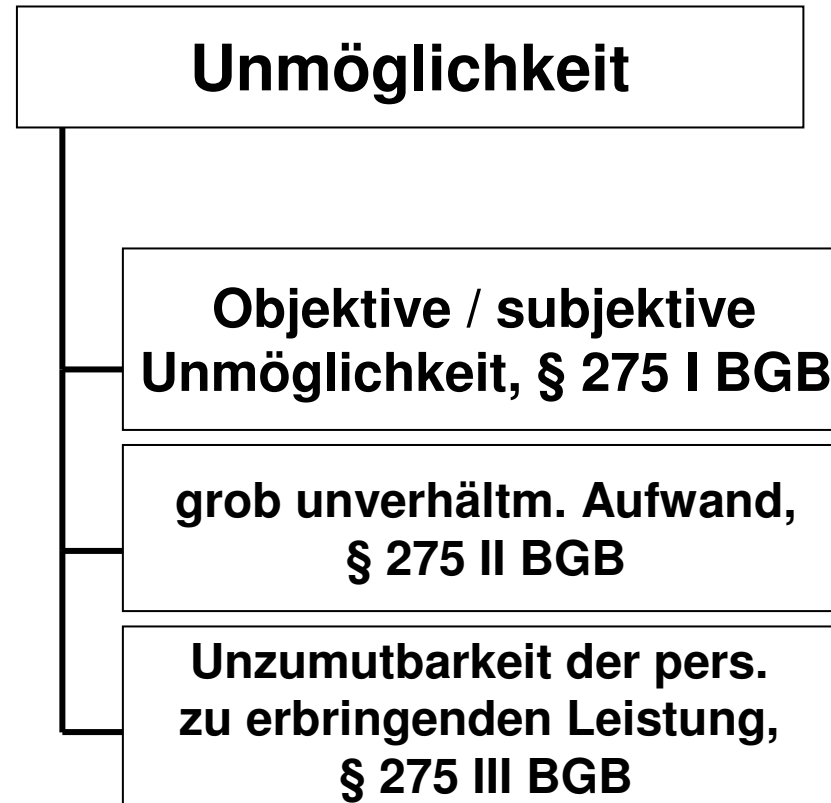 Unmöglichkeit
Objektive / subjektive
Unmöglichkeit, § 275 I BGB
grob unverhältm. Aufwand,
§ 275 II BGB
Unzumutbarkeit der pers.
zu erbringenden Leistung,
§ 275 III BGB